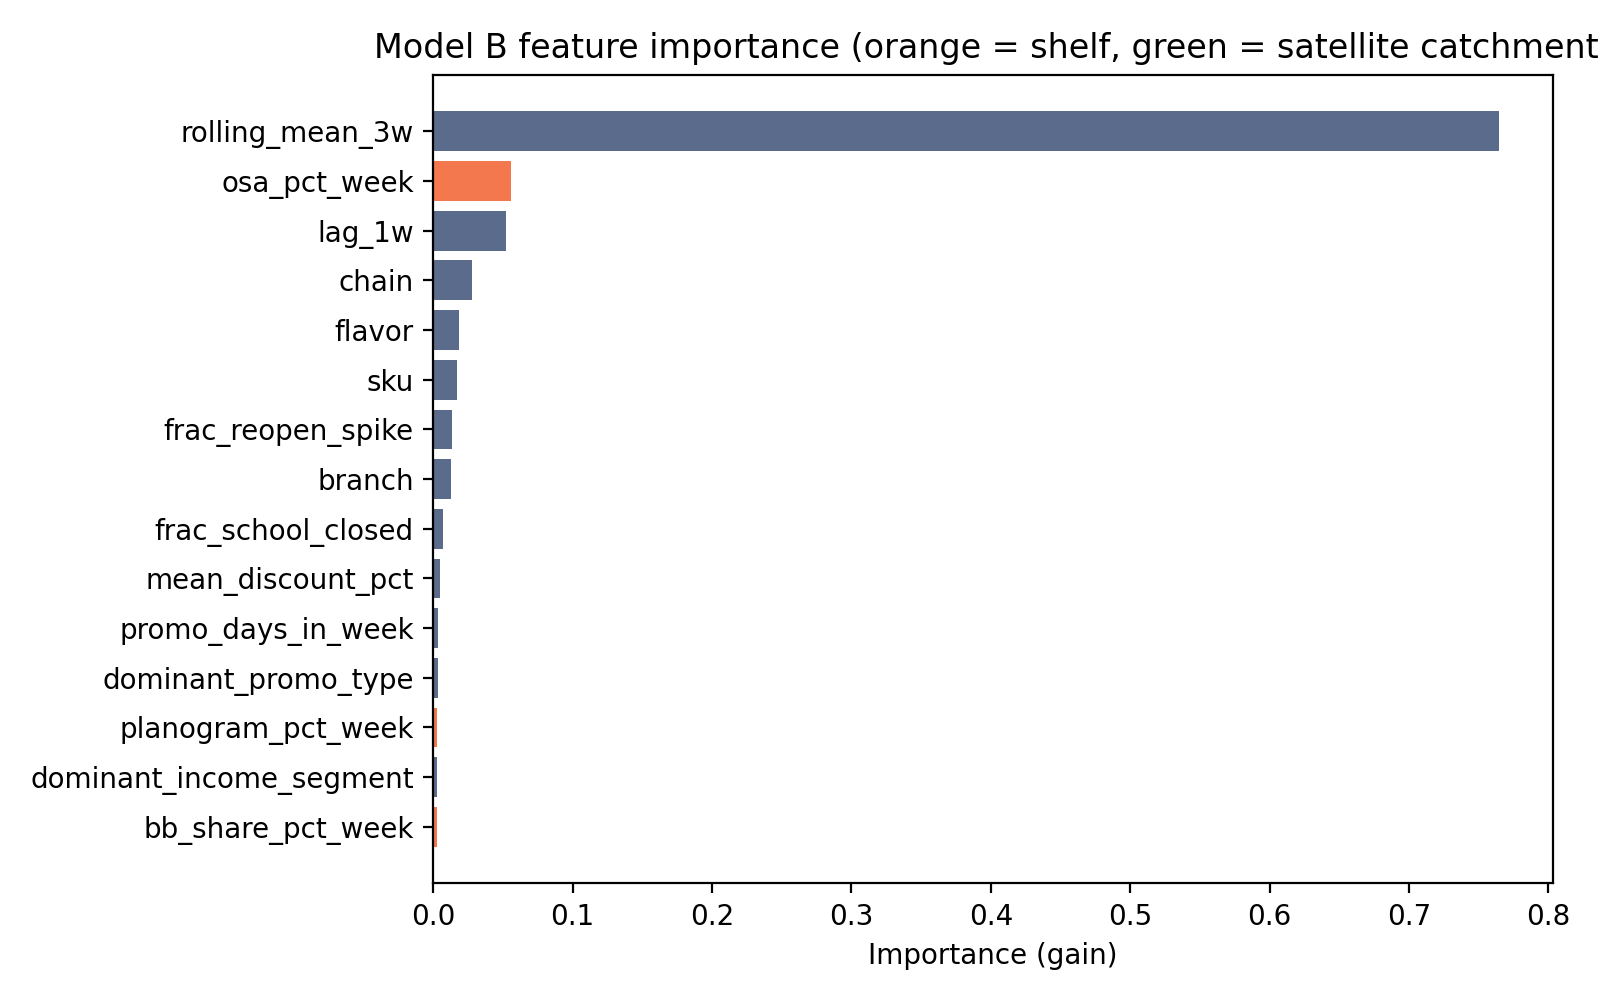 Model B feature importance (orange = shelf, green = satellite catchment
rolling_mean_3w
osa_pct_week
lag_1w
chain
flavor
sku
frac_reopen_spike
branch
frac_school_closed
mean_discount_pct
promo_days_in_week
dominant_promo_type
planogram_pct_week
dominant_income_segment
bb_share_pct_week
0.0 0.1 0.2 0.3 0.4 0.5 0.6 0.7 0.8
Importance (gain)